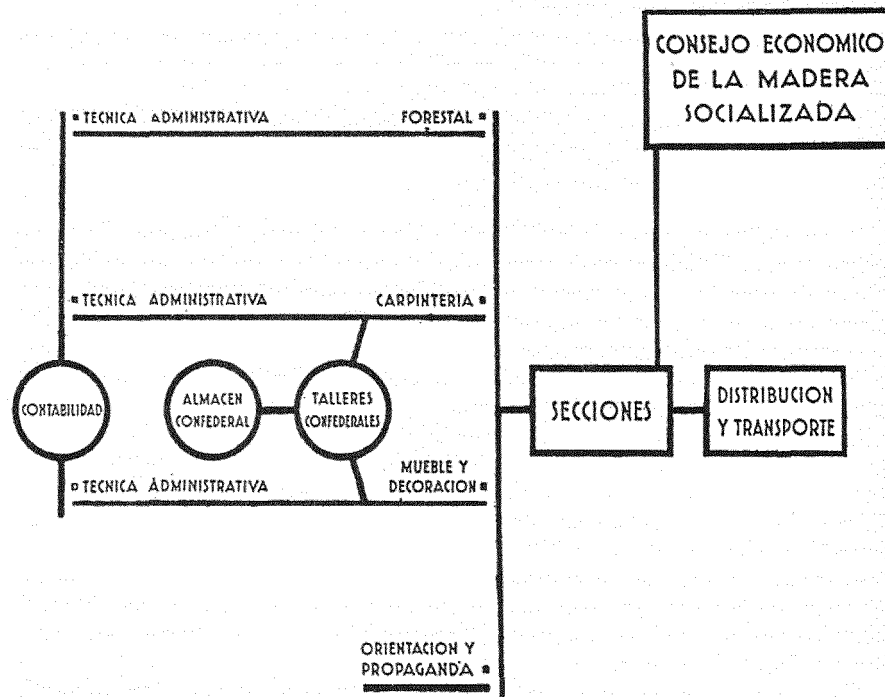 CONSEJO ECONOMICO
DE LA MADERA
SOCIALIZADA
TECNICA ADMINISTRATIVA
FORESTAL
TECNICA ADMINISTRATIVA
CARPINTERIA
CONTABILIDAD
ALMACEN
CONFEDERAL
TALLERES
CONFEDERALES
SECCIONES
DISTRIBUCION
Y TRANSPORTE
TECNICA ADMINISTRATIVA
MUEBLE Y
DECORACION
ORIENTACION Y
PROPAGANDA